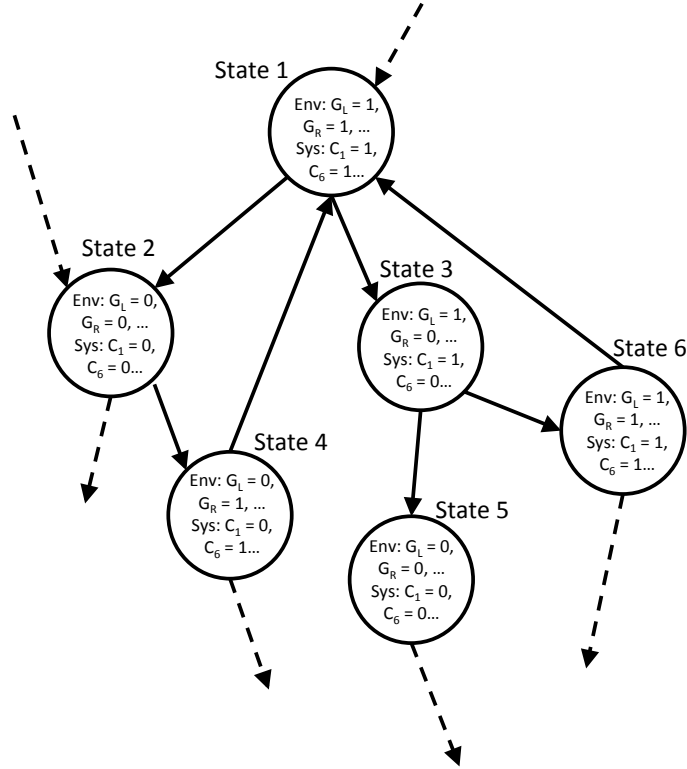 State 1
Env: G_L = 1,
G_R = 1, ...
Sys: C_1 = 1,
C_6 = 1...
State 2
Env: G_L = 0,
G_R = 0, ...
Sys: C_1 = 0,
C_6 = 0...
State 3
Env: G_L = 1,
G_R = 0, ...
Sys: C_1 = 1,
C_6 = 0...
State 6
Env: G_L = 1,
G_R = 1, ...
Sys: C_1 = 1,
C_6 = 1...
State 4
Env: G_L = 0,
G_R = 1, ...
Sys: C_1 = 0,
C_6 = 1...
State 5
Env: G_L = 0,
G_R = 0, ...
Sys: C_1 = 0,
C_6 = 0...